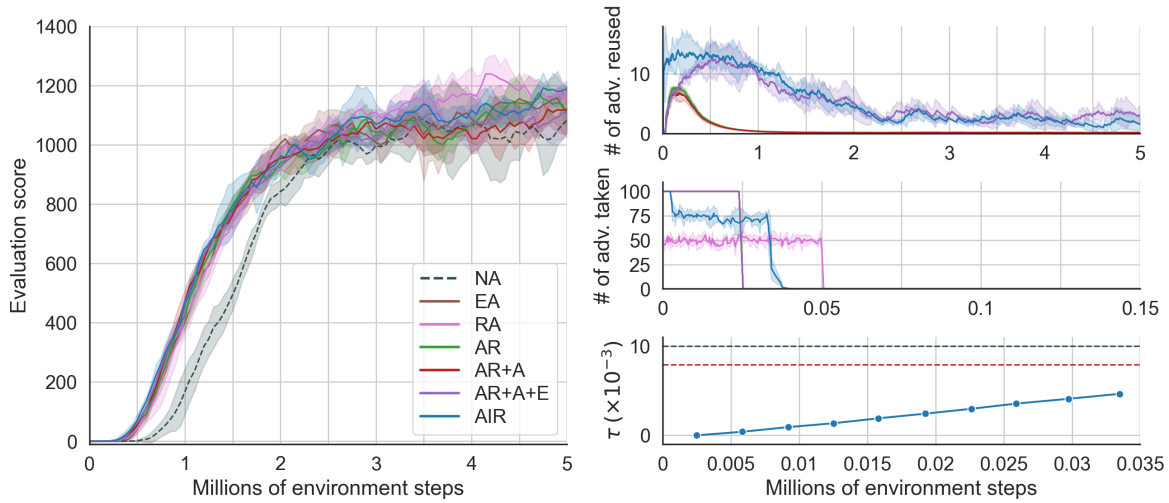 1400
1200
1000
800
600
400
200
0
Evaluation score
0 1 2 3 4 5
Millions of environment steps
NA
EA
RA
AR
AR+A
AR+A+E
AIR
10
0
# of adv. reused
0 1 2 3 4 5
100
75
50
25
0
# of adv. taken
0 0.05 0.1 0.15
10
0
τ (×10⁻³)
0 0.005 0.01 0.015 0.02 0.025 0.03 0.035
Millions of environment steps